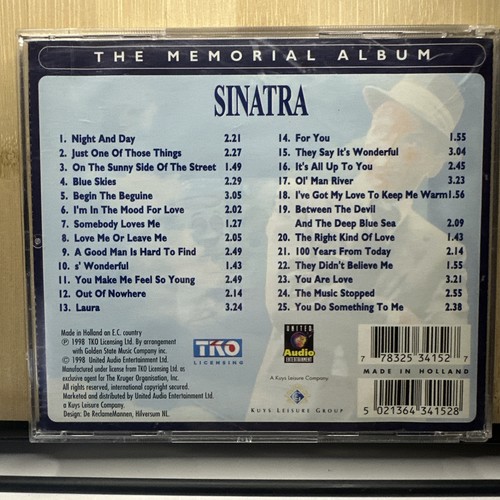 THE MEMORIAL ALBUM
SINATRA
1. Night And Day 2.21
2. Just One Of Those Things 2.27
3. On The Sunny Side Of The Street 1.49
4. Blue Skies 2.29
5. Begin The Beguine 3.05
6. I'm In The Mood For Love 2.02
7. Somebody Loves Me 1.27
8. Love Me Or Leave Me 2.05
9. A Good Man Is Hard To Find 2.49
10. s' Wonderful 1.43
11. You Make Me Feel So Young 2.49
12. Out Of Nowhere 2.14
13. Laura 3.24
14. For You 1.55
15. They Say It's Wonderful 3.04
16. It's All Up To You 2.45
17. Ol' Man River 3.23
18. I've Got My Love To Keep Me Warm 1.56
19. Between The Devil
And The Deep Blue Sea 2.09
20. The Right Kind Of Love 1.43
21. 100 Years From Today 2.14
22. They Didn't Believe Me 1.55
23. You Are Love 3.21
24. The Music Stopped 2.55
25. You Do Something To Me 2.38
Made in Holland an E.C. country
℗ 1998 TKO Licensing Ltd. By arrangement
with Golden State Music Company inc.
© 1998 United Audio Entertainment Ltd.
Manufactured under license from TKO Licensing Ltd. as
exclusive agent for The Kruger Organisation, Inc.
All rights reserved, international copyright secured.
Marketed and distributed by United Audio Entertainment Ltd.
a Kuys Leisure Company.
Design: De ReclameMannen, Hilversum NL.
TKO
LICENSING
UNITED
Audio
ENTERTAINMENT
A Kuys Leisure Company
KUYS LEISURE GROUP
7 78325 34152 7
MADE IN HOLLAND
5 021364 341528